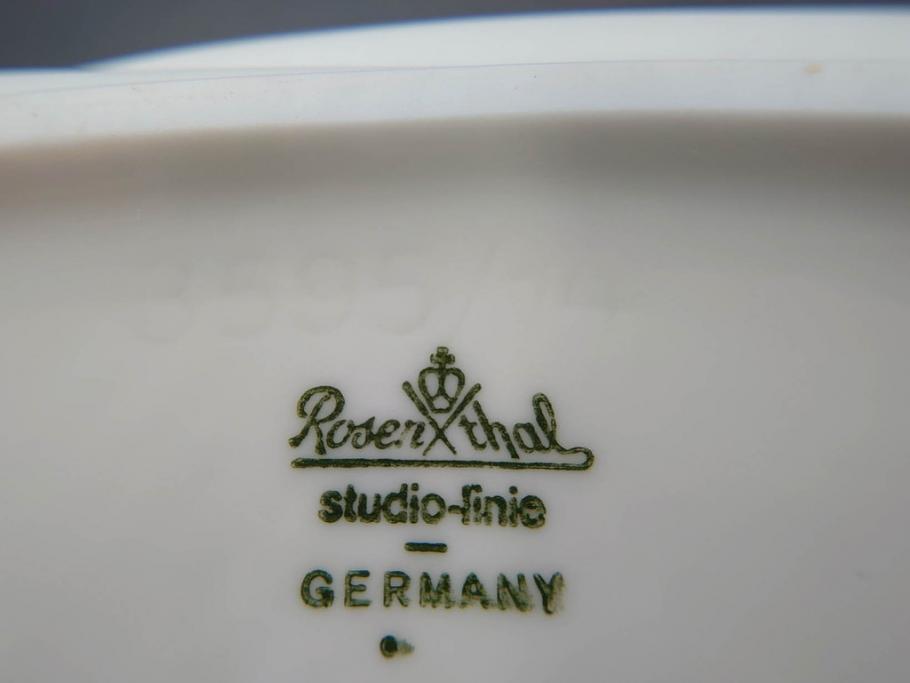 Rosenthal
studio-linie
GERMANY